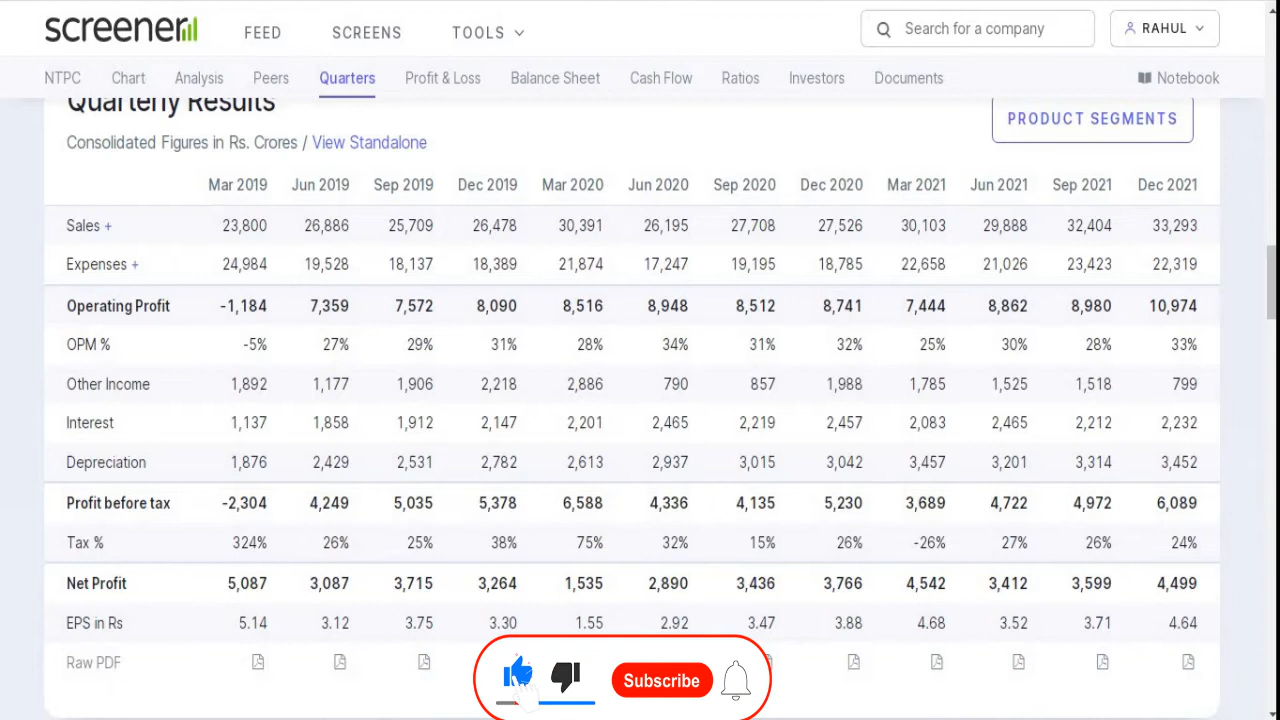 screener FEED SCREENS TOOLS Search for a company RAHUL
NTPC Chart Analysis Peers Quarters Profit & Loss Balance Sheet Cash Flow Ratios Investors Documents Notebook
Quarterly Results
PRODUCT SEGMENTS
Consolidated Figures in Rs. Crores / View Standalone
Mar 2019 Jun 2019 Sep 2019 Dec 2019 Mar 2020 Jun 2020 Sep 2020 Dec 2020 Mar 2021 Jun 2021 Sep 2021 Dec 2021
Sales + 23,800 26,886 25,709 26,478 30,391 26,195 27,708 27,526 30,103 29,888 32,404 33,293
Expenses + 24,984 19,528 18,137 18,389 21,874 17,247 19,195 18,785 22,658 21,026 23,423 22,319
Operating Profit -1,184 7,359 7,572 8,090 8,516 8,948 8,512 8,741 7,444 8,862 8,980 10,974
OPM % -5% 27% 29% 31% 28% 34% 31% 32% 25% 30% 28% 33%
Other Income 1,892 1,177 1,906 2,218 2,886 790 857 1,988 1,785 1,525 1,518 799
Interest 1,137 1,858 1,912 2,147 2,201 2,465 2,219 2,457 2,083 2,465 2,212 2,232
Depreciation 1,876 2,429 2,531 2,782 2,613 2,937 3,015 3,042 3,457 3,201 3,314 3,452
Profit before tax -2,304 4,249 5,035 5,378 6,588 4,336 4,135 5,230 3,689 4,722 4,972 6,089
Tax % 324% 26% 25% 38% 75% 32% 15% 26% -26% 27% 26% 24%
Net Profit 5,087 3,087 3,715 3,264 1,535 2,890 3,436 3,766 4,542 3,412 3,599 4,499
EPS in Rs 5.14 3.12 3.75 3.30 1.55 2.92 3.47 3.88 4.68 3.52 3.71 4.64
Raw PDF
Subscribe